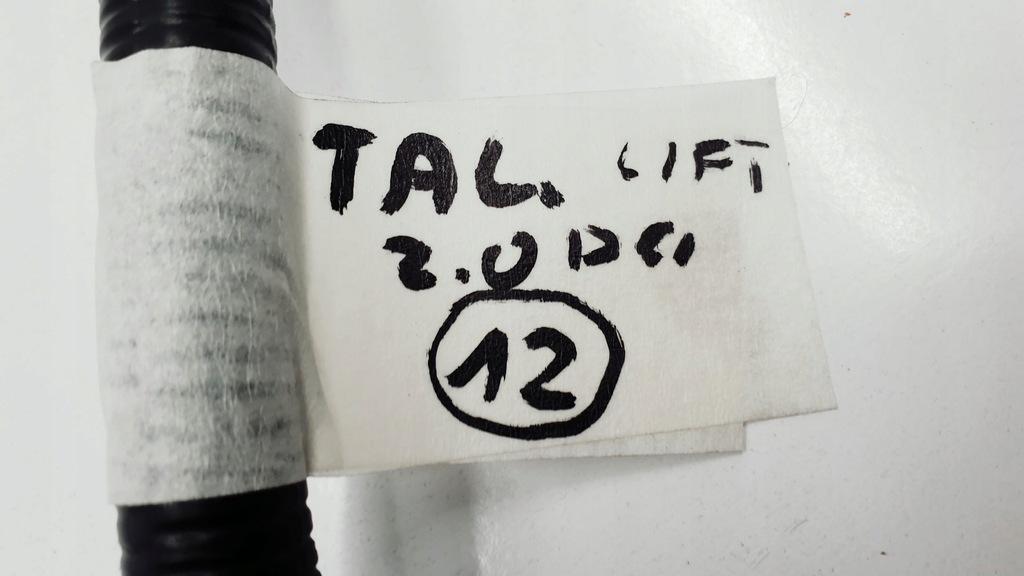 TAL. LIFT
2.0 DCI
12